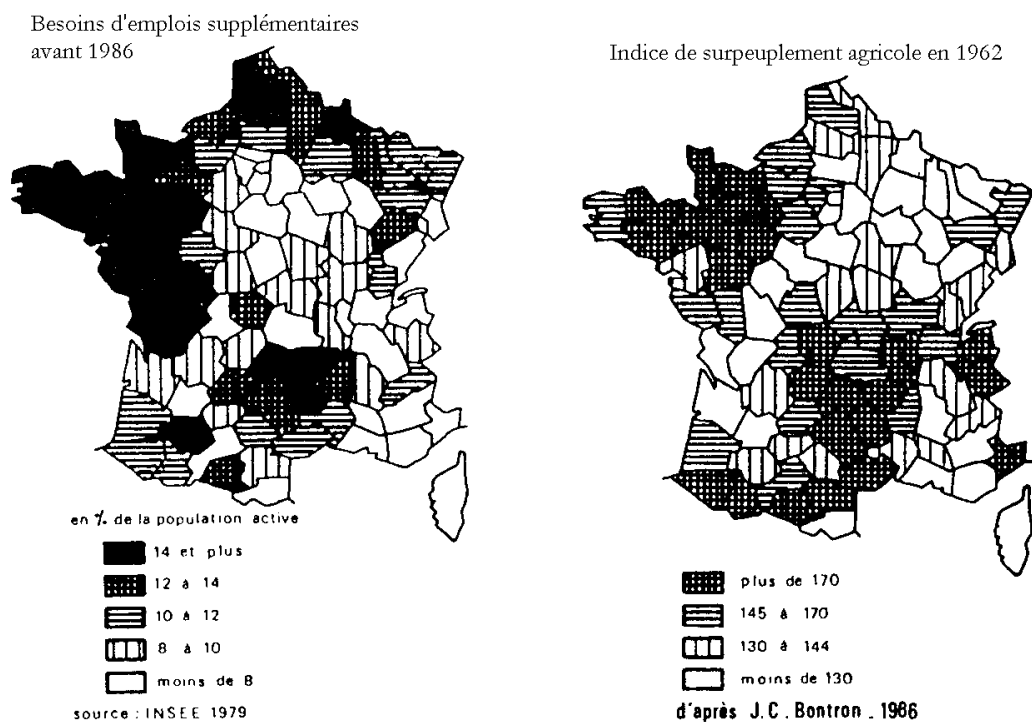 Besoins d'emplois supplémentaires
avant 1986
en % de la population active
14 et plus
12 à 14
10 à 12
8 à 10
moins de 8
source : INSEE 1979
Indice de surpeuplement agricole en 1962
plus de 170
145 à 170
130 à 144
moins de 130
d'après J.C. Bontron . 1966